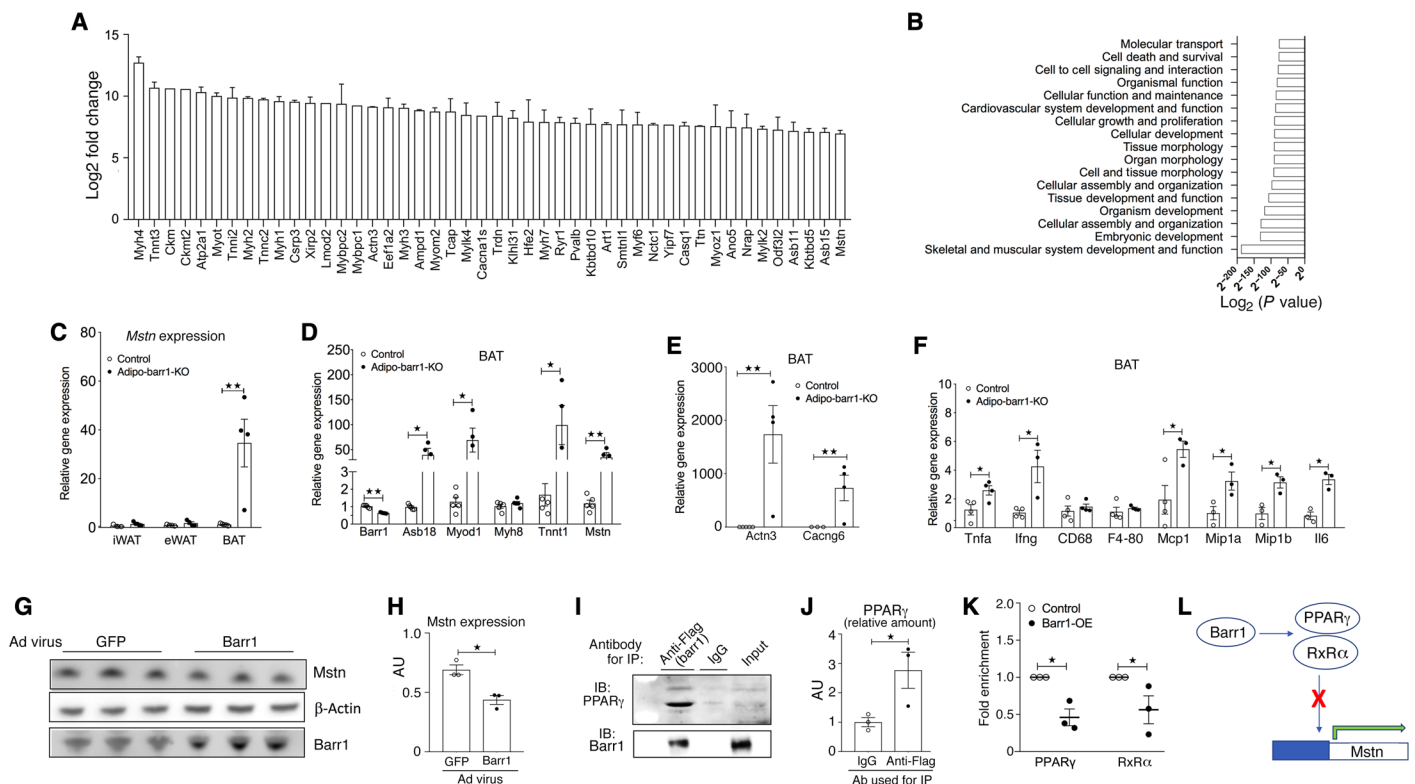 A
Log2 fold change
15
10
5
0
Myh4
Tnnt3
Ckm
Ckmt2
Atp2a1
Myot
Tnni2
Myh2
Tnnc2
Myh1
Csrp3
Xirp2
Lmod2
Mybpc2
Mybpc1
Actn3
Eef1a2
Myh3
Ampd1
Myom2
Tcap
Mylk4
Cacna1s
Trdn
Klhl31
Hhfe2
Myh7
Ryr1
Pvalb
Kbtbd10
Art1
Smtnl1
Myf6
Nctc1
Yipf7
Casq1
Ttn
Myoz1
Ano5
Nrap
Mylk2
Odf3l2
Asb11
Kbtbd5
Asb15
Mstn
B
Molecular transport
Cell death and survival
Cell to cell signaling and interaction
Organismal function
Cellular function and maintenance
Cardiovascular system development and function
Cellular growth and proliferation
Cellular development
Tissue morphology
Organ morphology
Cell and tissue morphology
Cellular assembly and organization
Tissue development and function
Organism development
Cellular assembly and organization
Embryonic development
Skeletal and muscular system development and function
2-200 2-150 2-100 2-50 20
Log2 (P value)
C
Mstn expression
Control
Adipo-barr1-KO
Relative gene expression
80
60
40
20
0
★★
iWAT eWAT BAT
D
BAT
Control
Adipo-barr1-KO
Relative gene expression
250
200
150
100
50
3
2
1
0
★★ ★ ★ ★ ★★
Barr1 Asb18 Myod1 Myh8 Tnnt1 Mstn
E
BAT
Control
Adipo-barr1-KO
Relative gene expression
3000
2000
1000
0
★★ ★★
Actn3 Cacng6
F
BAT
Control
Adipo-barr1-KO
Relative gene expression
10
8
6
4
2
0
★ ★ ★ ★ ★ ★
Tnfa Ifng CD68 F4-80 Mcp1 Mip1a Mip1b Il6
G
Ad virus GFP Barr1
Mstn
β-Actin
Barr1
H
Mstn expression
AU
1.0
0.5
0
★
GFP Barr1
Ad virus
I
Antibody for IP:
Anti-Flag (barr1)
IgG
Input
IB:
PPARγ
IB:
Barr1
J
PPARγ
(relative amount)
AU
4
3
2
1
0
★
IgG Anti-Flag
Ab used for IP
K
Control
Barr1-OE
Fold enrichment
2.0
1.5
1.0
0.5
0
★ ★
PPARγ RxRα
L
Barr1
PPARγ
RxRα
X
Mstn